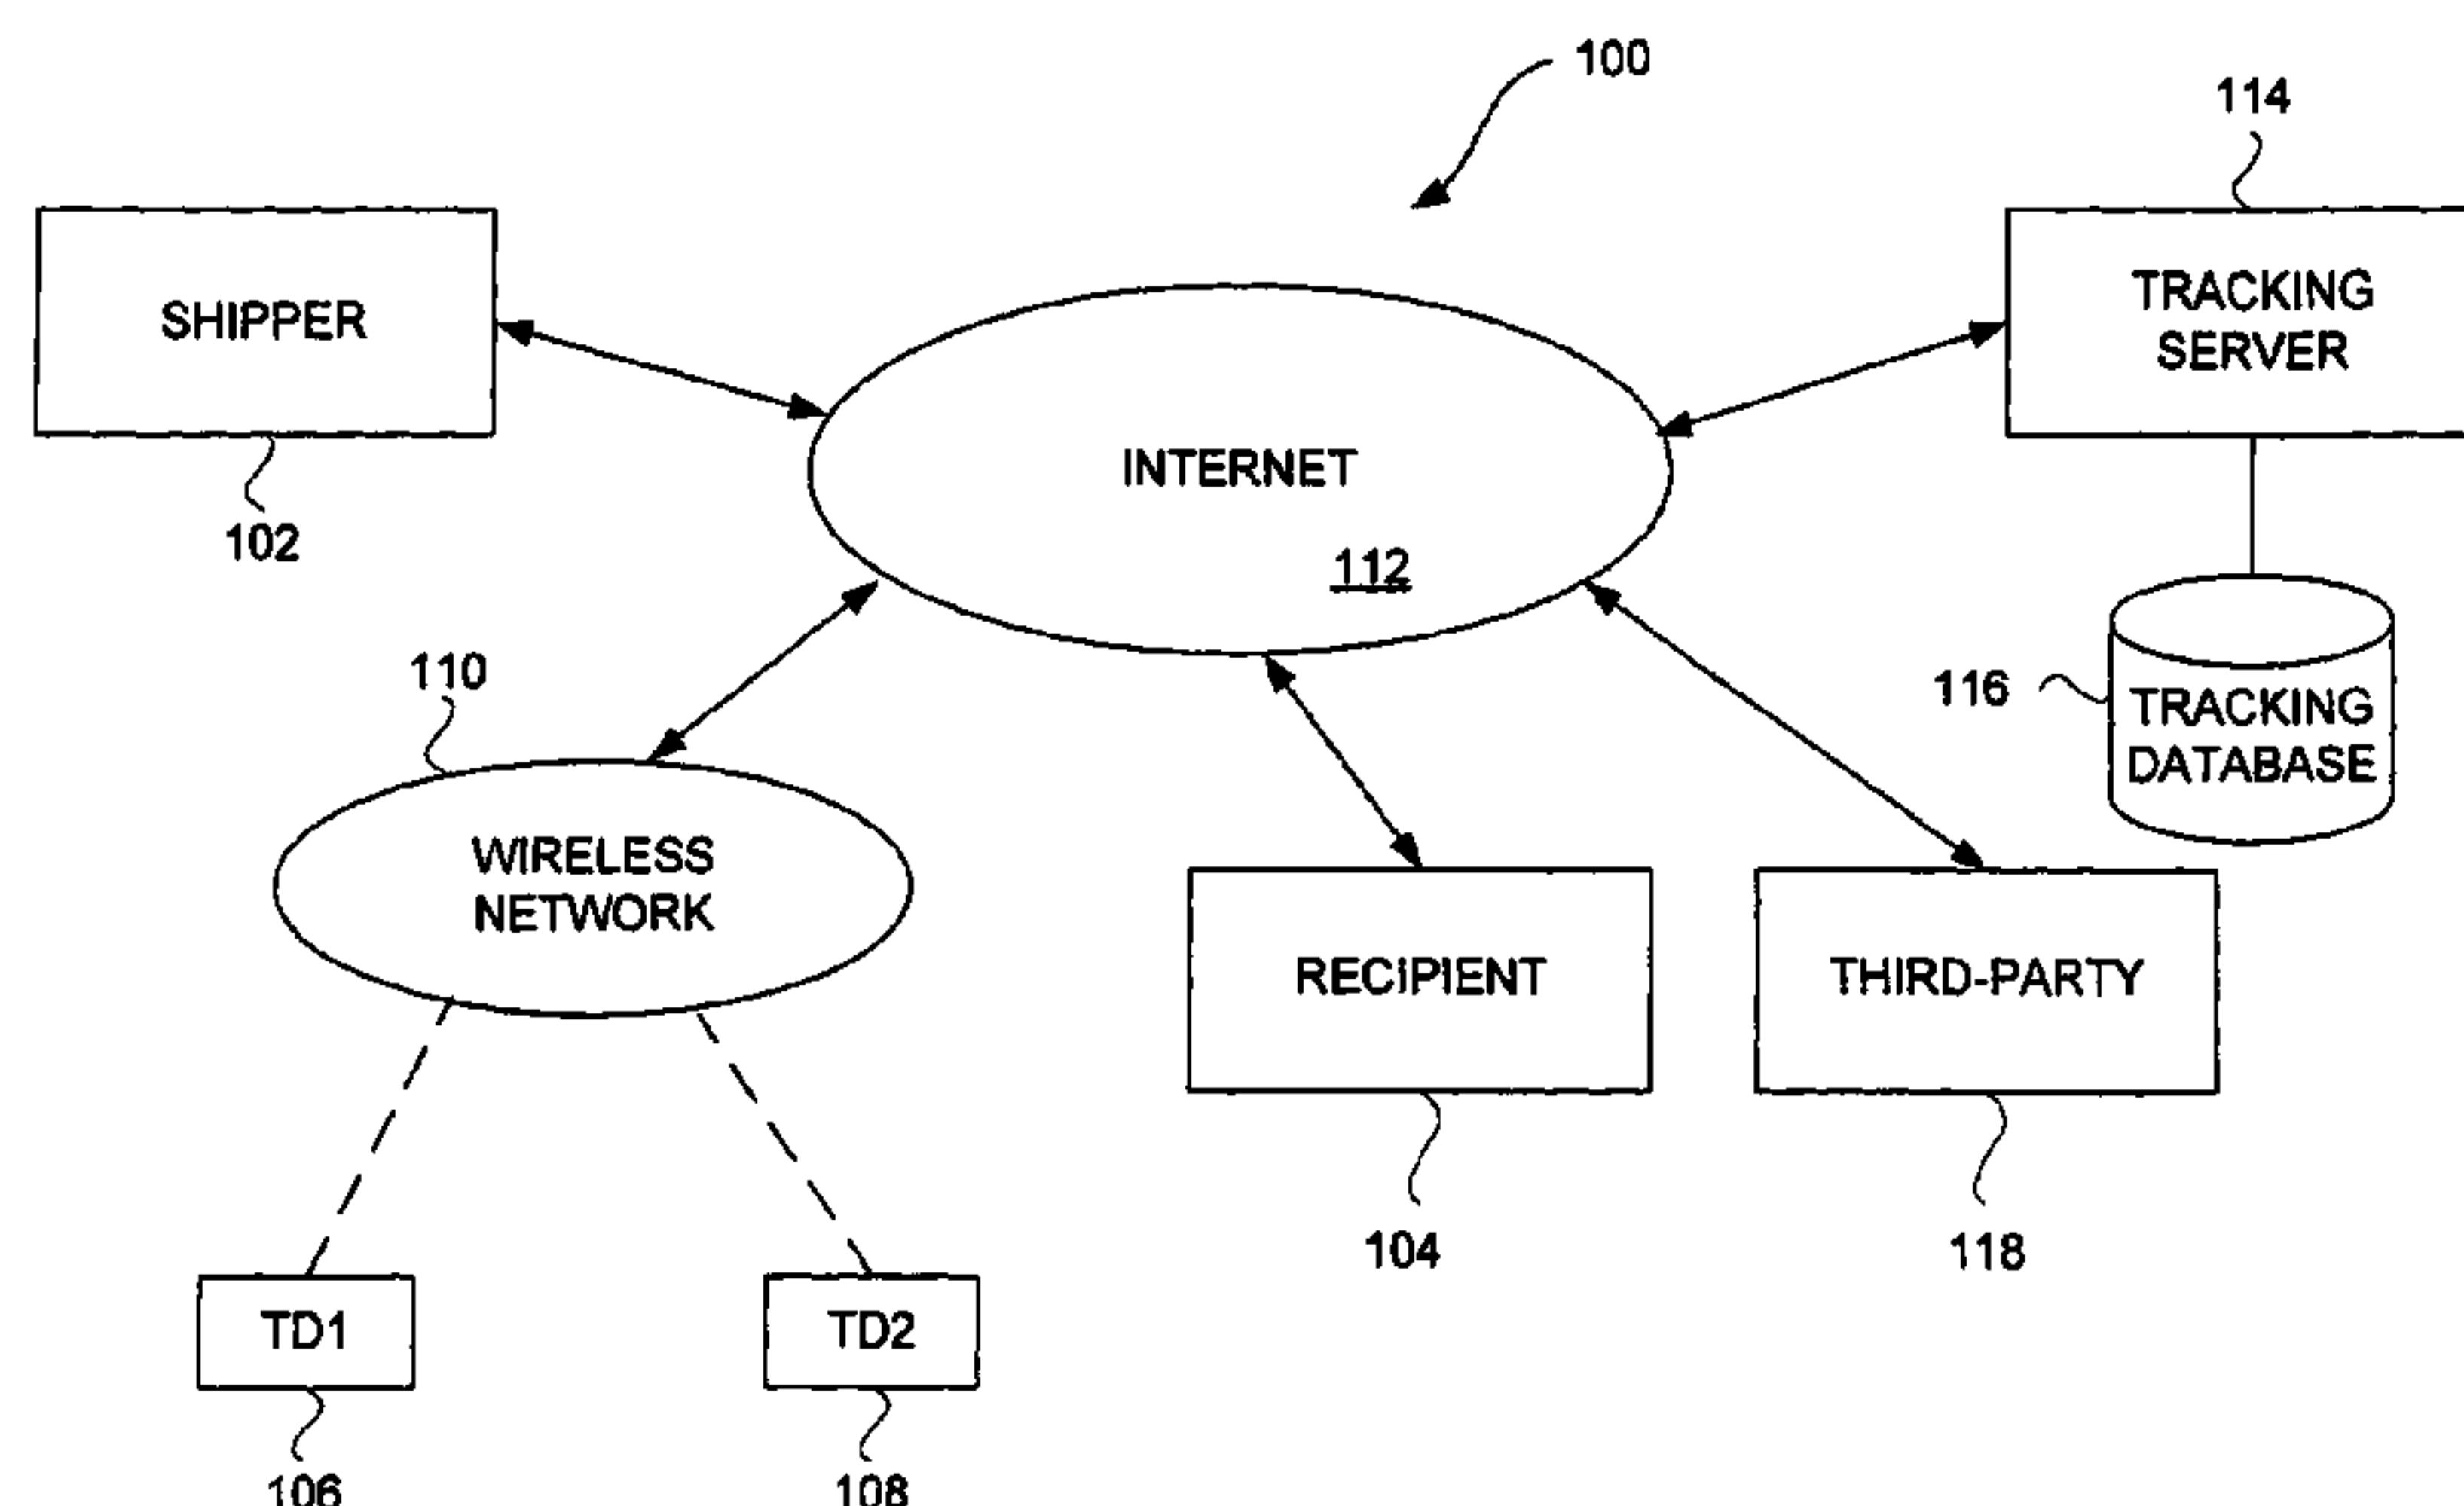 100
114
SHIPPER
TRACKING
SERVER
INTERNET
102
112
110
116
TRACKING
DATABASE
WIRELESS
NETWORK
RECIPIENT
THIRD-PARTY
104
118
TD1
TD2
106
108